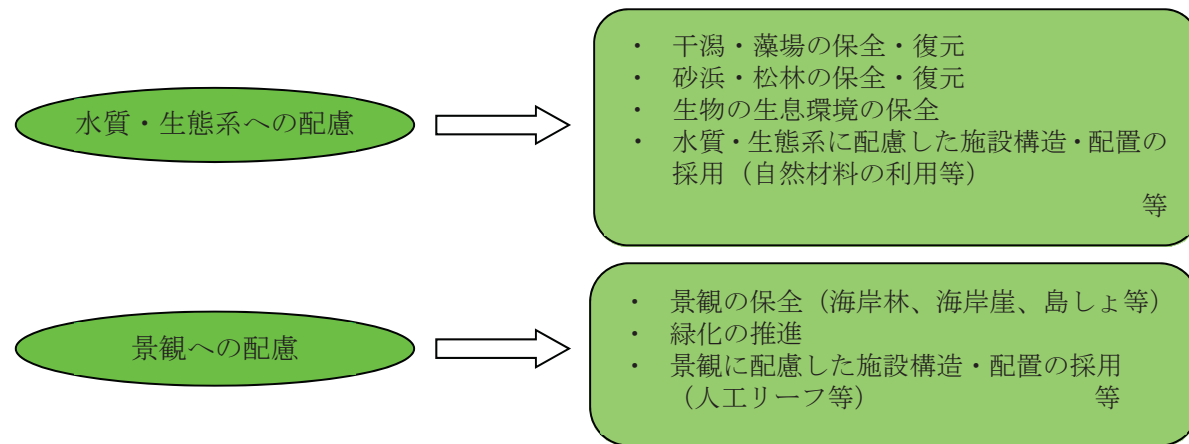 水質・生態系への配慮
・ 干潟・藻場の保全・復元
・ 砂浜・松林の保全・復元
・ 生物の生息環境の保全
・ 水質・生態系に配慮した施設構造・配置の
採用（自然材料の利用等）
等
景観への配慮
・ 景観の保全（海岸林、海岸崖、島しょ等）
・ 緑化の推進
・ 景観に配慮した施設構造・配置の採用
（人工リーフ等） 等